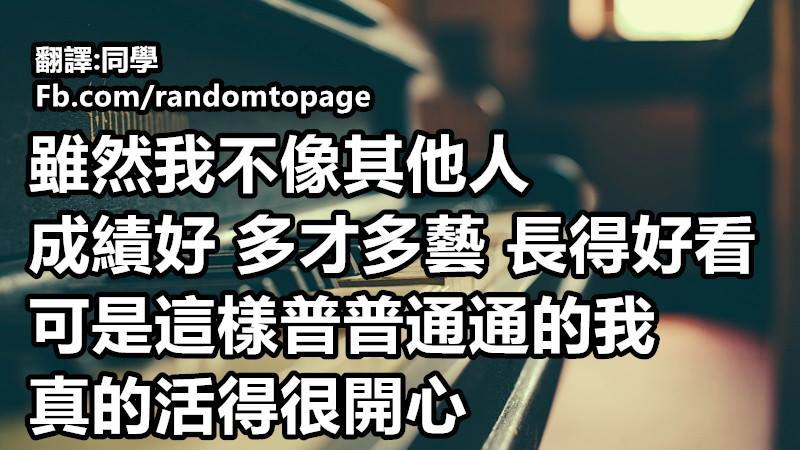 翻譯:同學
Fb.com/randomtopage
雖然我不像其他人
成績好 多才多藝 長得好看
可是這樣普普通通的我
真的活得很開心